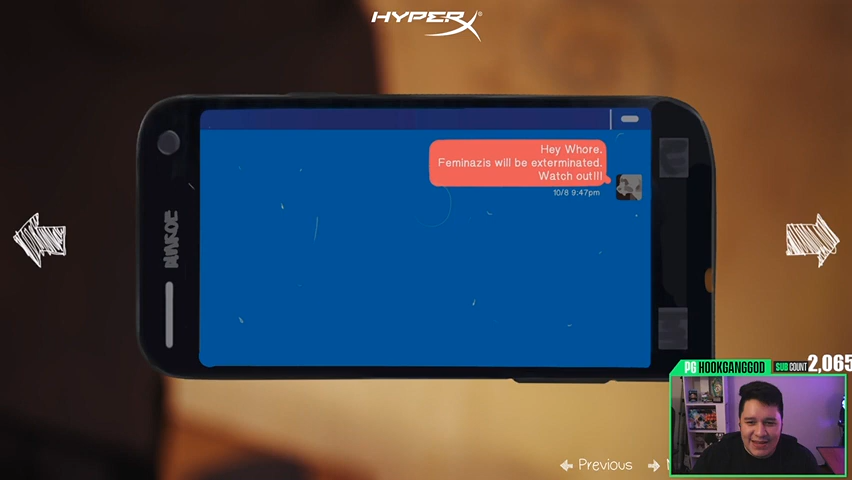 HYPERX
Hey Whore.
Feminazis will be exterminated.
Watch out!!!
10/8 9:47pm
Previous
PG HOOKGANGGOD
SUB COUNT
2,065